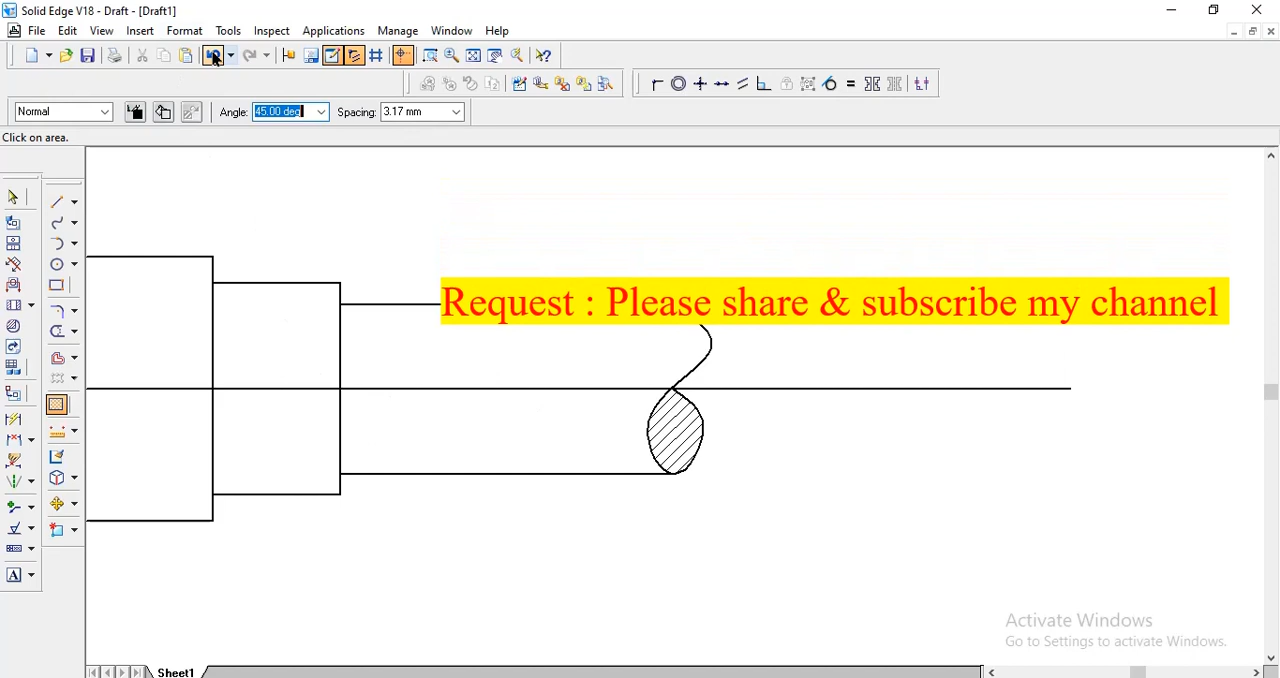 Solid Edge V18 - Draft - [Draft1]
File Edit View Insert Format Tools Inspect Applications Manage Window Help
Normal Angle: 45.00 deg Spacing: 3.17 mm
Click on area.
Request : Please share & subscribe my channel
Activate Windows
Go to Settings to activate Windows.
A
Sheet1